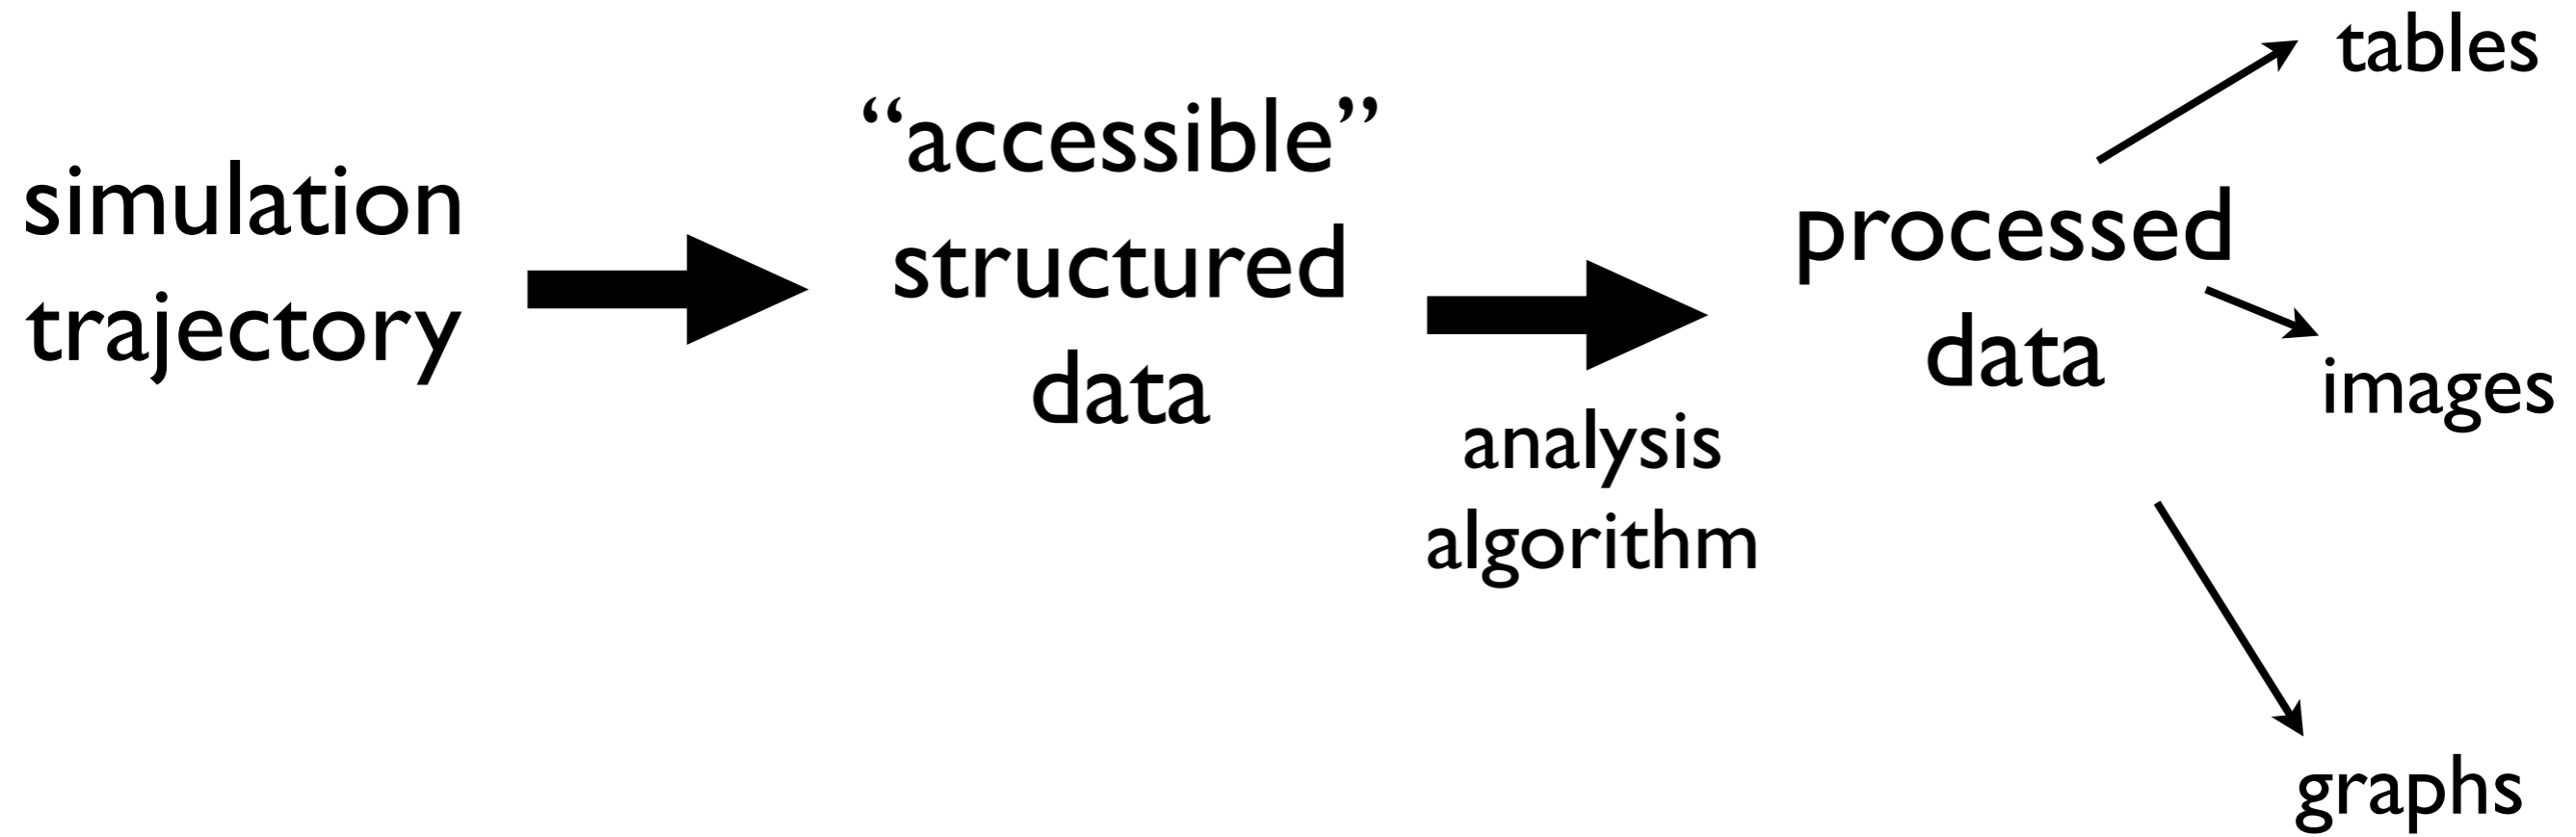 simulation
trajectory
“accessible”
structured
data
analysis
algorithm
processed
data
tables
images
graphs